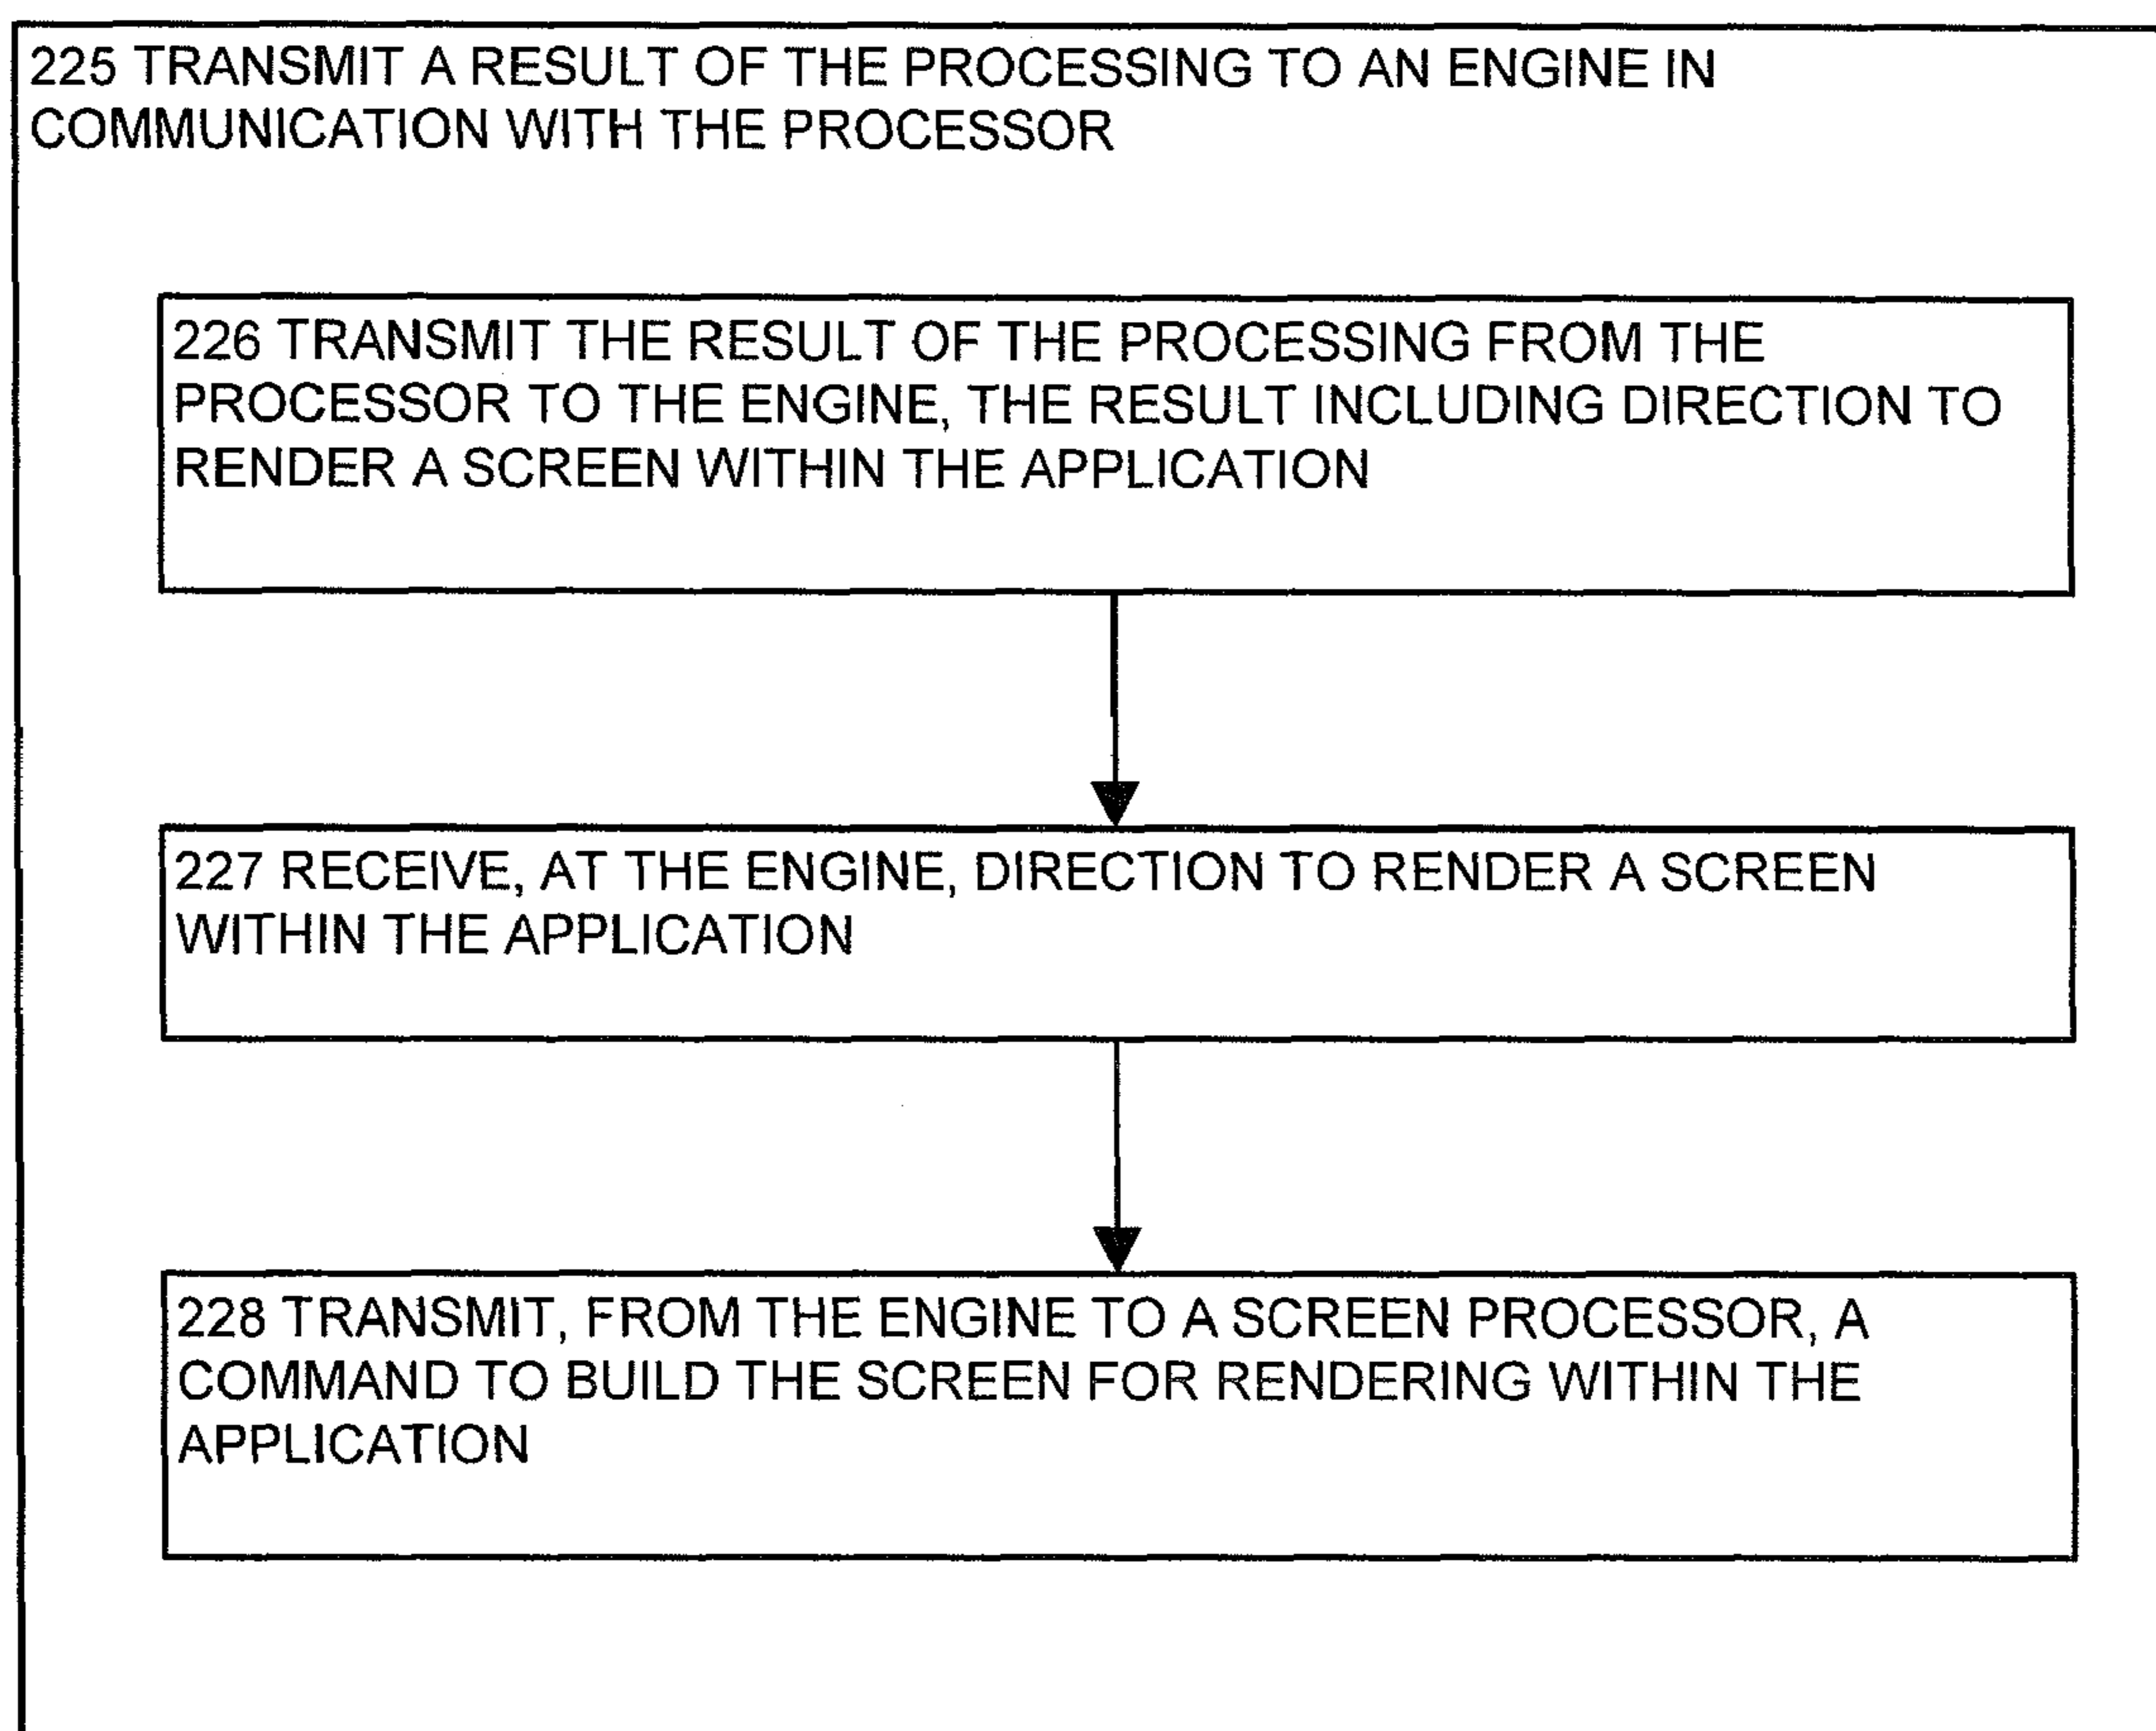 225 TRANSMIT A RESULT OF THE PROCESSING TO AN ENGINE IN
COMMUNICATION WITH THE PROCESSOR
226 TRANSMIT THE RESULT OF THE PROCESSING FROM THE
PROCESSOR TO THE ENGINE, THE RESULT INCLUDING DIRECTION TO
RENDER A SCREEN WITHIN THE APPLICATION
227 RECEIVE, AT THE ENGINE, DIRECTION TO RENDER A SCREEN
WITHIN THE APPLICATION
228 TRANSMIT, FROM THE ENGINE TO A SCREEN PROCESSOR, A
COMMAND TO BUILD THE SCREEN FOR RENDERING WITHIN THE
APPLICATION